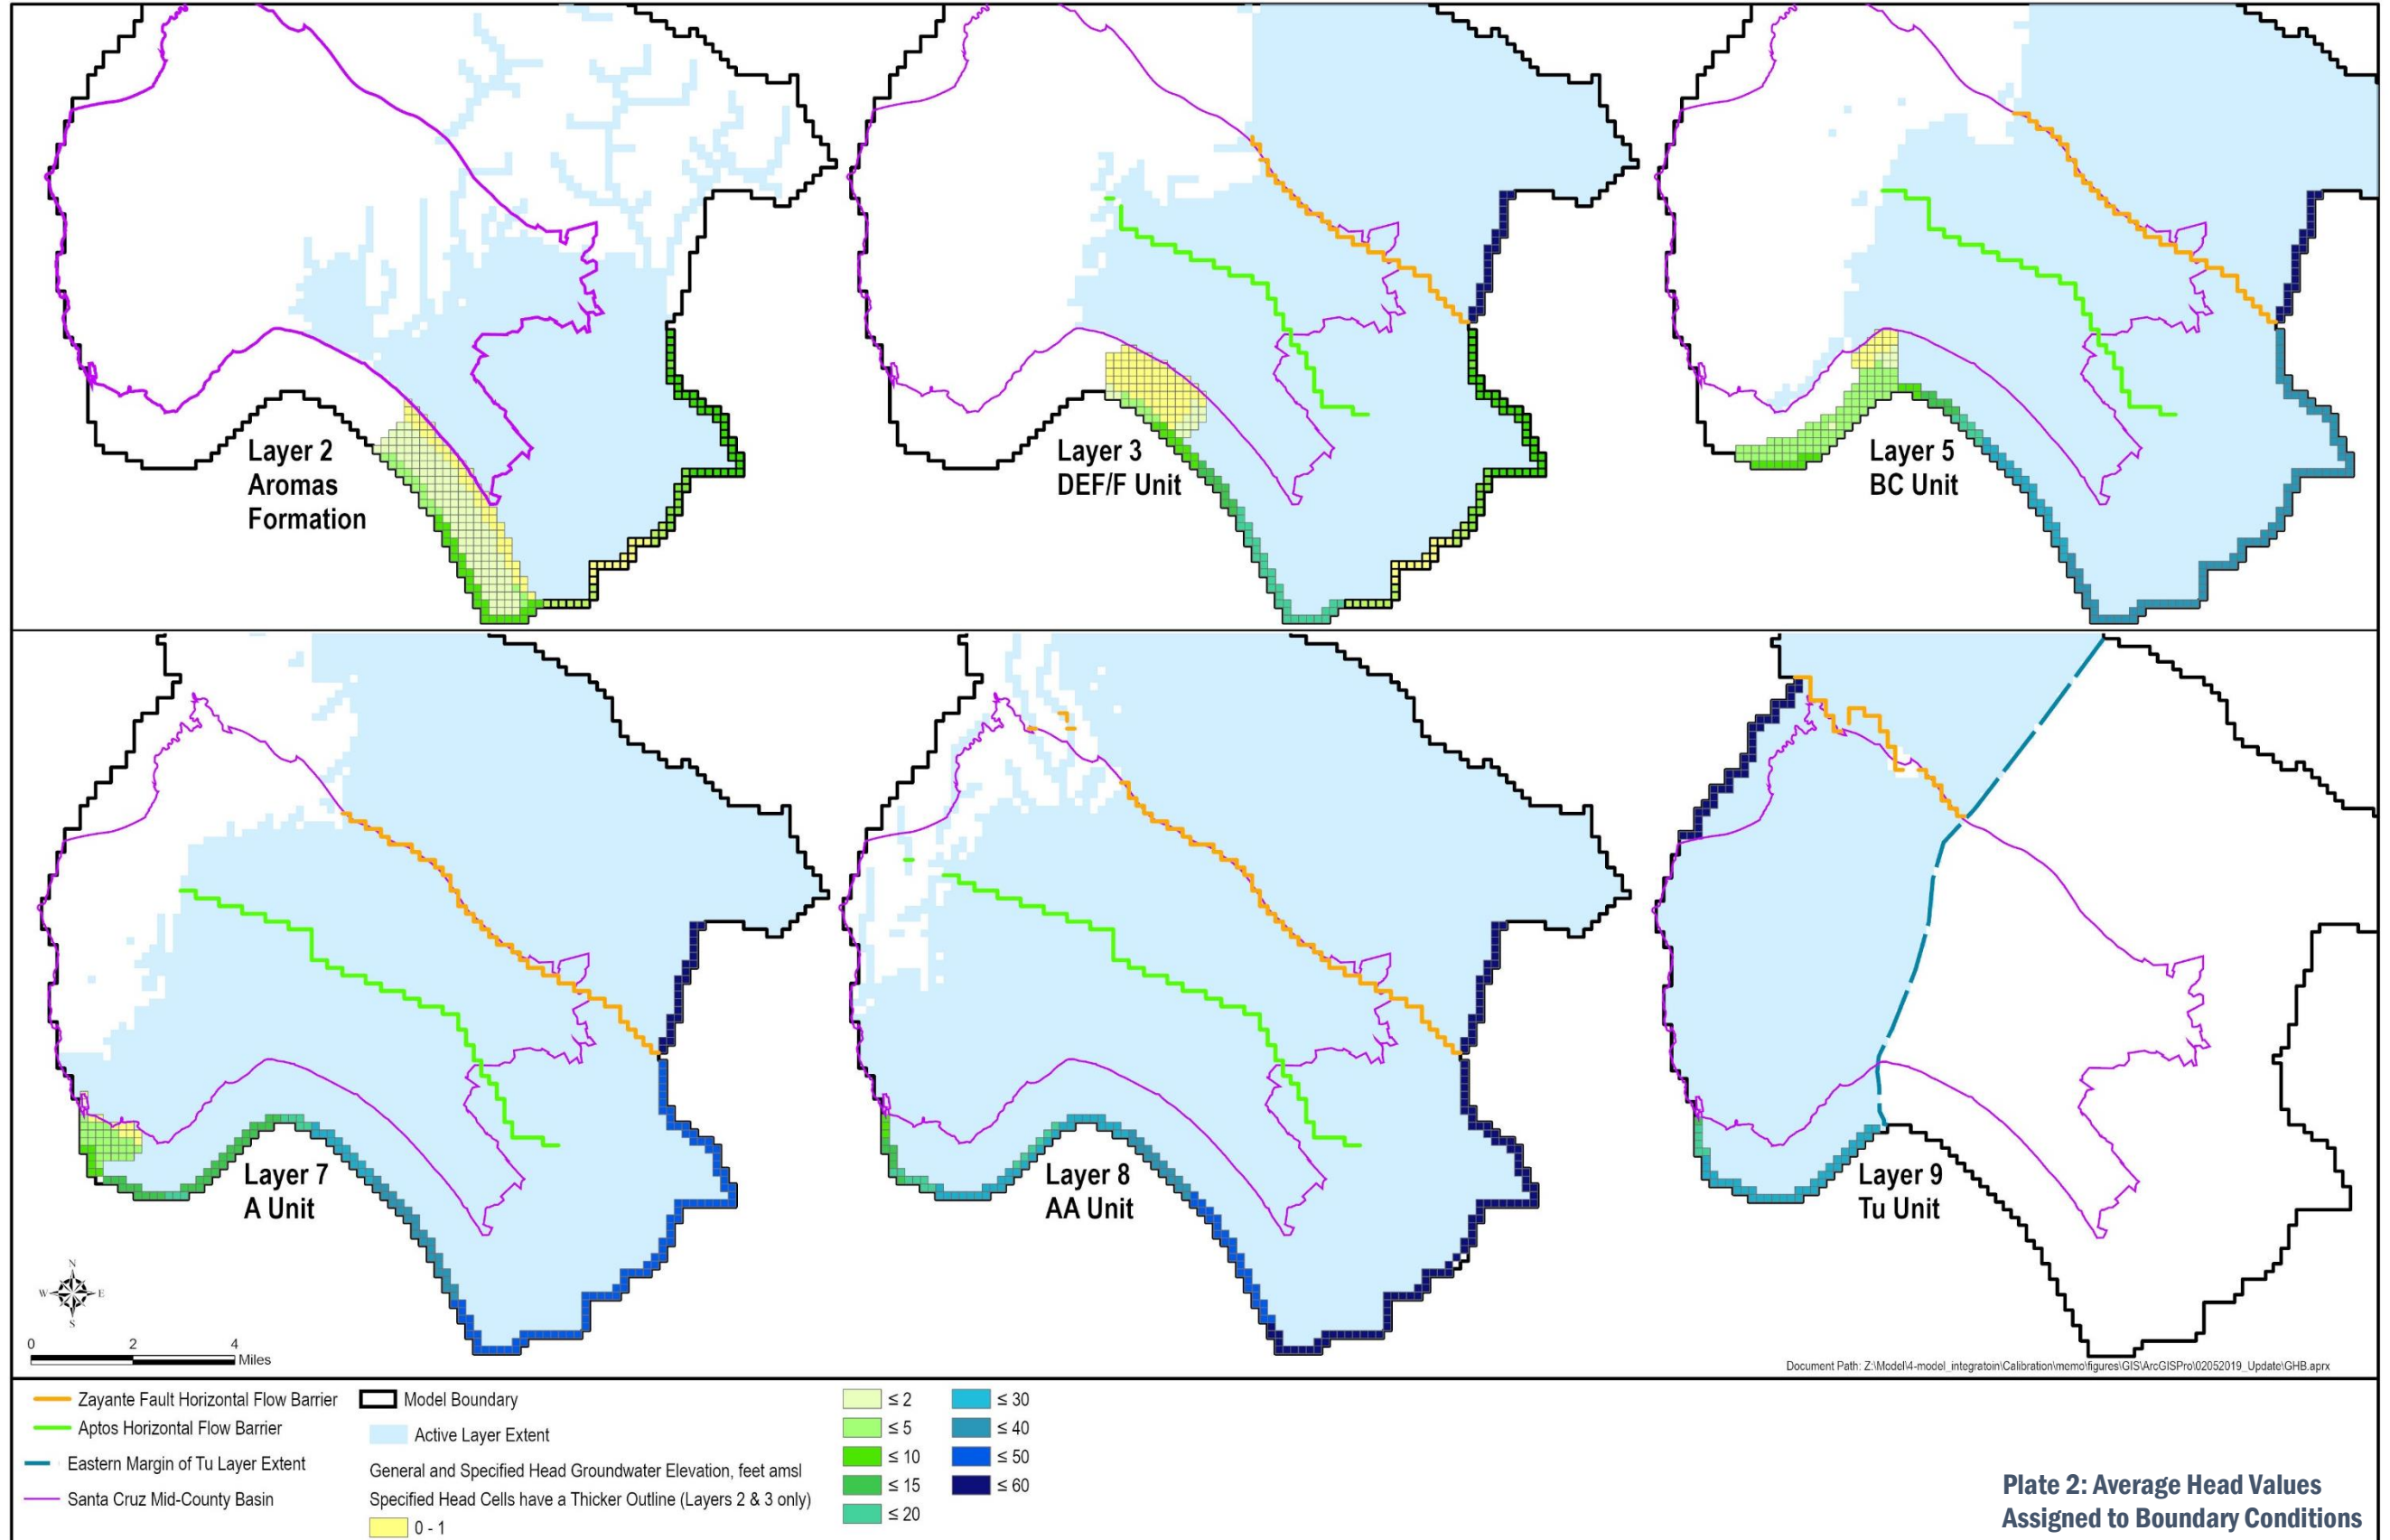 Layer 2
Aromas
Formation
Layer 3
DEF/F Unit
Layer 5
BC Unit
Layer 7
A Unit
Layer 8
AA Unit
Layer 9
Tu Unit
N
W E
S
0 2 4
Miles
Document Path: Z:\Model\4-model_integratoin\Calibration\memo\figures\GIS\ArcGISPro\02052019_Update\GHB.aprx
Zayante Fault Horizontal Flow Barrier
Aptos Horizontal Flow Barrier
Eastern Margin of Tu Layer Extent
Santa Cruz Mid-County Basin
Model Boundary
Active Layer Extent
General and Specified Head Groundwater Elevation, feet amsl
Specified Head Cells have a Thicker Outline (Layers 2 & 3 only)
0 - 1
≤ 2
≤ 5
≤ 10
≤ 15
≤ 20
≤ 30
≤ 40
≤ 50
≤ 60
Plate 2: Average Head Values
Assigned to Boundary Conditions